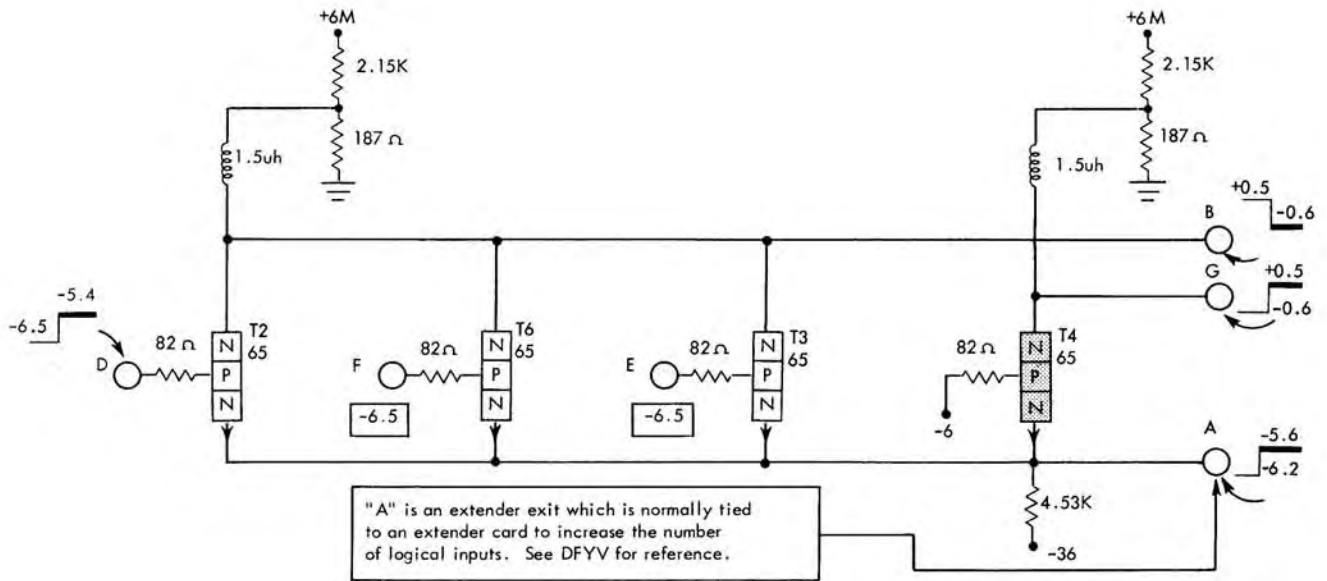 +6M
+6M
2.15K
2.15K
187 Ω
187 Ω
1.5uh
1.5uh
+0.5
B
-0.6
G
+0.5
-0.6
-5.4
-6.5
T2
65
T6
65
T3
65
T4
65
82 Ω
82 Ω
82 Ω
82 Ω
D
F
E
N
P
N
N
P
N
N
P
N
N
P
N
-6.5
-6.5
-6
A
-5.6
-6.2
4.53K
-36
"A" is an extender exit which is normally tied
to an extender card to increase the number
of logical inputs. See DFYV for reference.